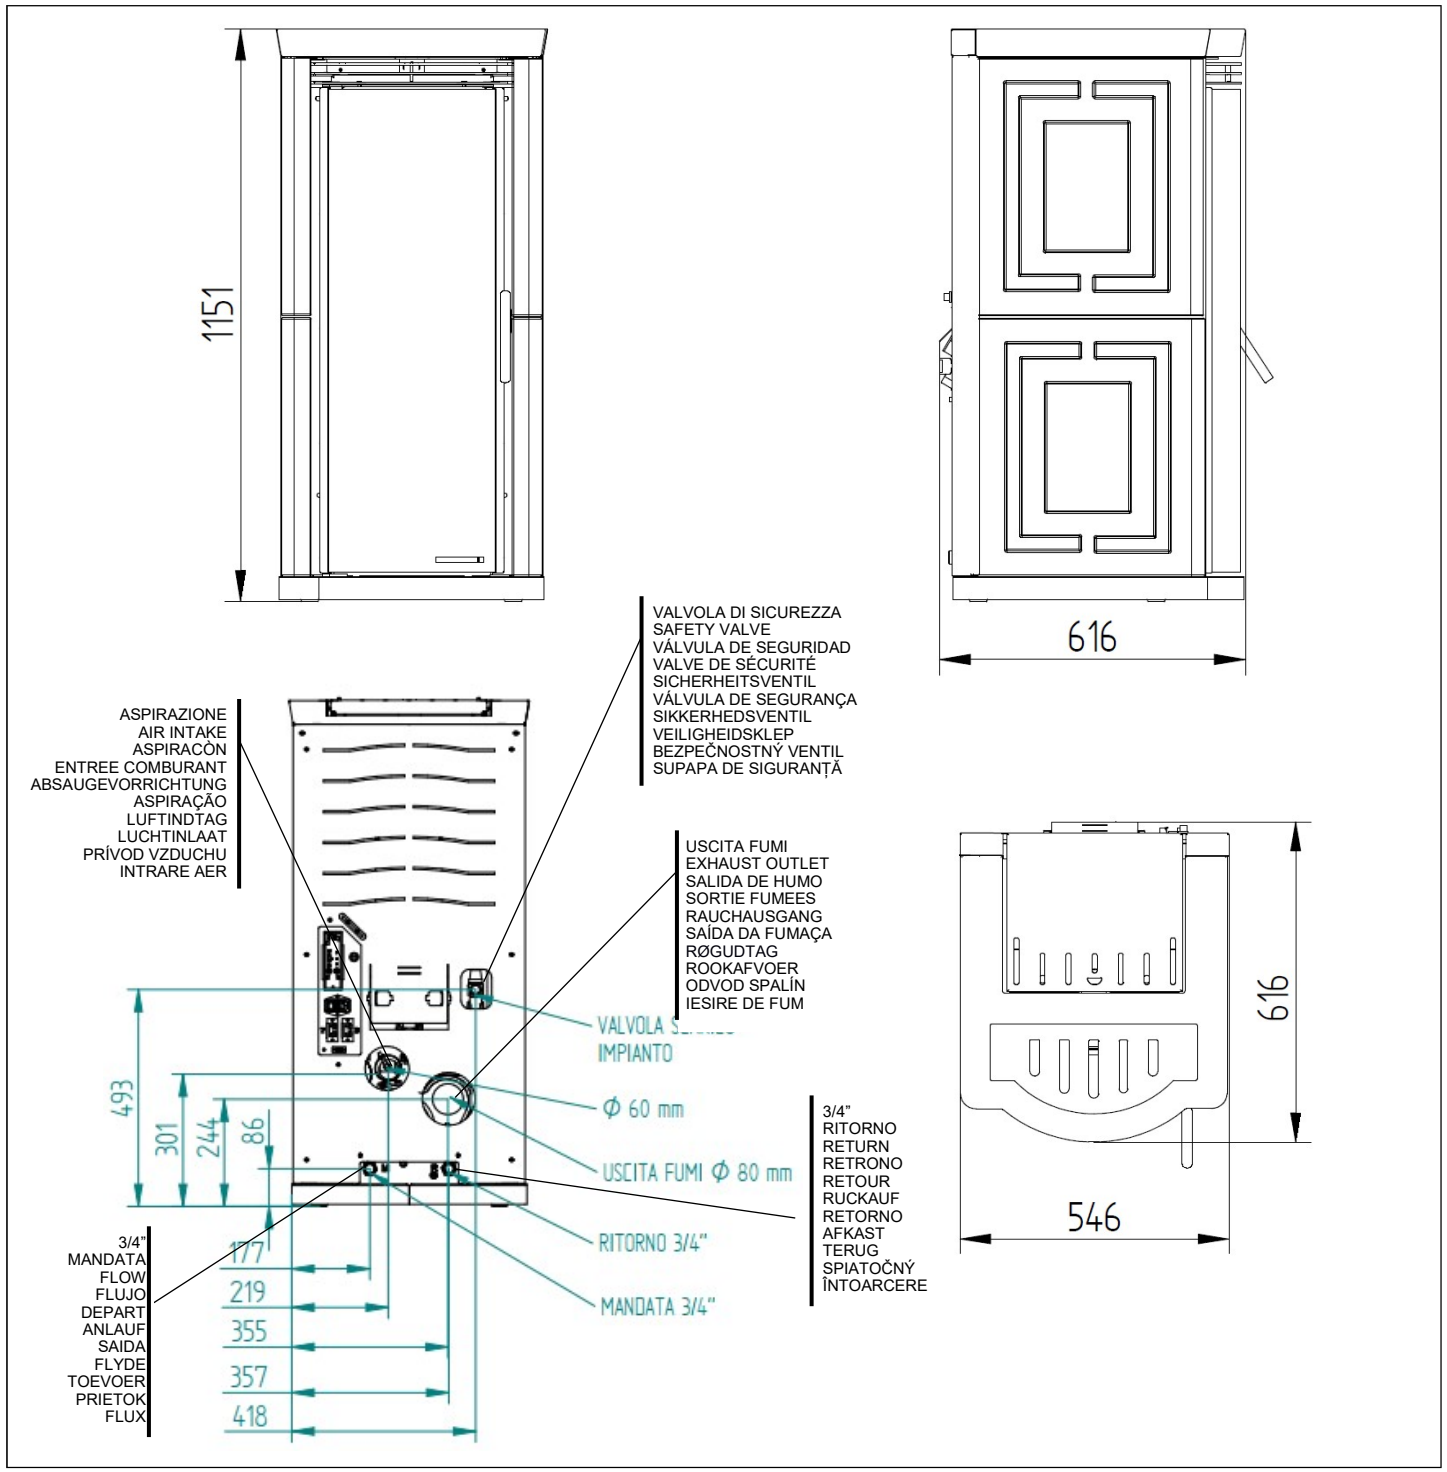 1151
616
VALVOLA DI SICUREZZA
SAFETY VALVE
VÁLVULA DE SEGURIDAD
VALVE DE SÉCURITÉ
SICHERHEITSVENTIL
VÁLVULA DE SEGURANÇA
SIKKERHEDSVENTIL
VEILIGHEIDSKLEP
BEZPEČNOSTNÝ VENTIL
SUPAPA DE SIGURANȚĂ
ASPIRAZIONE
AIR INTAKE
ASPIRACÒN
ENTREE COMBURANT
ABSAUGEVORRICHTUNG
ASPIRAÇÃO
LUFTINDTAG
LUCHTINLAAT
PRÍVOD VZDUCHU
INTRARE AER
USCITA FUMI
EXHAUST OUTLET
SALIDA DE HUMO
SORTIE FUMEES
RAUCHAUSGANG
SAÍDA DA FUMAÇA
RØGUDTAG
ROOKAFVOER
ODVOD SPALÍN
IESIRE DE FUM
VALVOLA
IMPIANTO
Ø 60 mm
USCITA FUMI Ø 80 mm
RITORNO 3/4"
MANDATA 3/4"
493
301
244
86
177
219
355
357
418
3/4"
RITORNO
RETURN
RETRONO
RETOUR
RUCKAUF
RETORNO
AFKAST
TERUG
SPIATOČNÝ
ÎNTOARCERE
3/4"
MANDATA
FLOW
FLUJO
DEPART
ANLAUF
SAIDA
FLYDE
TOEVOER
PRIETOK
FLUX
616
546